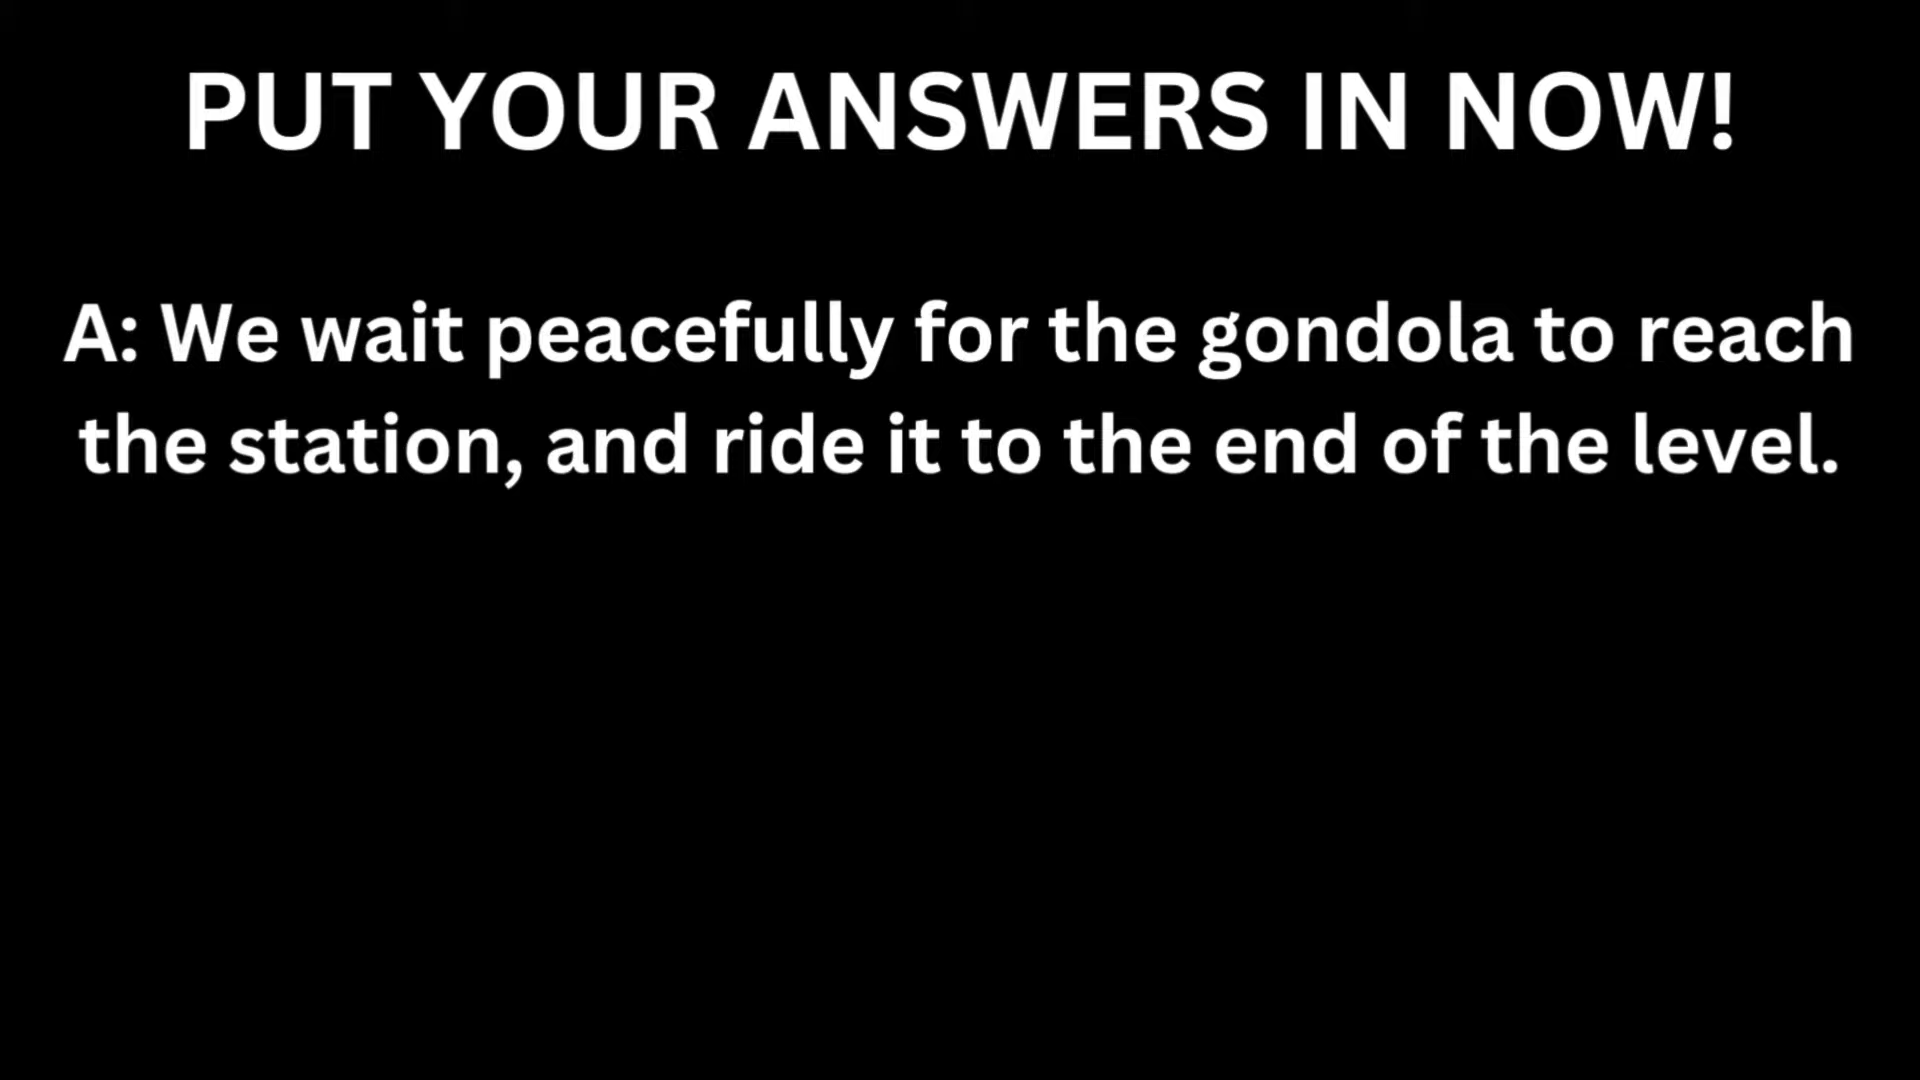 PUT YOUR ANSWERS IN NOW!
A: We wait peacefully for the gondola to reach
the station, and ride it to the end of the level.